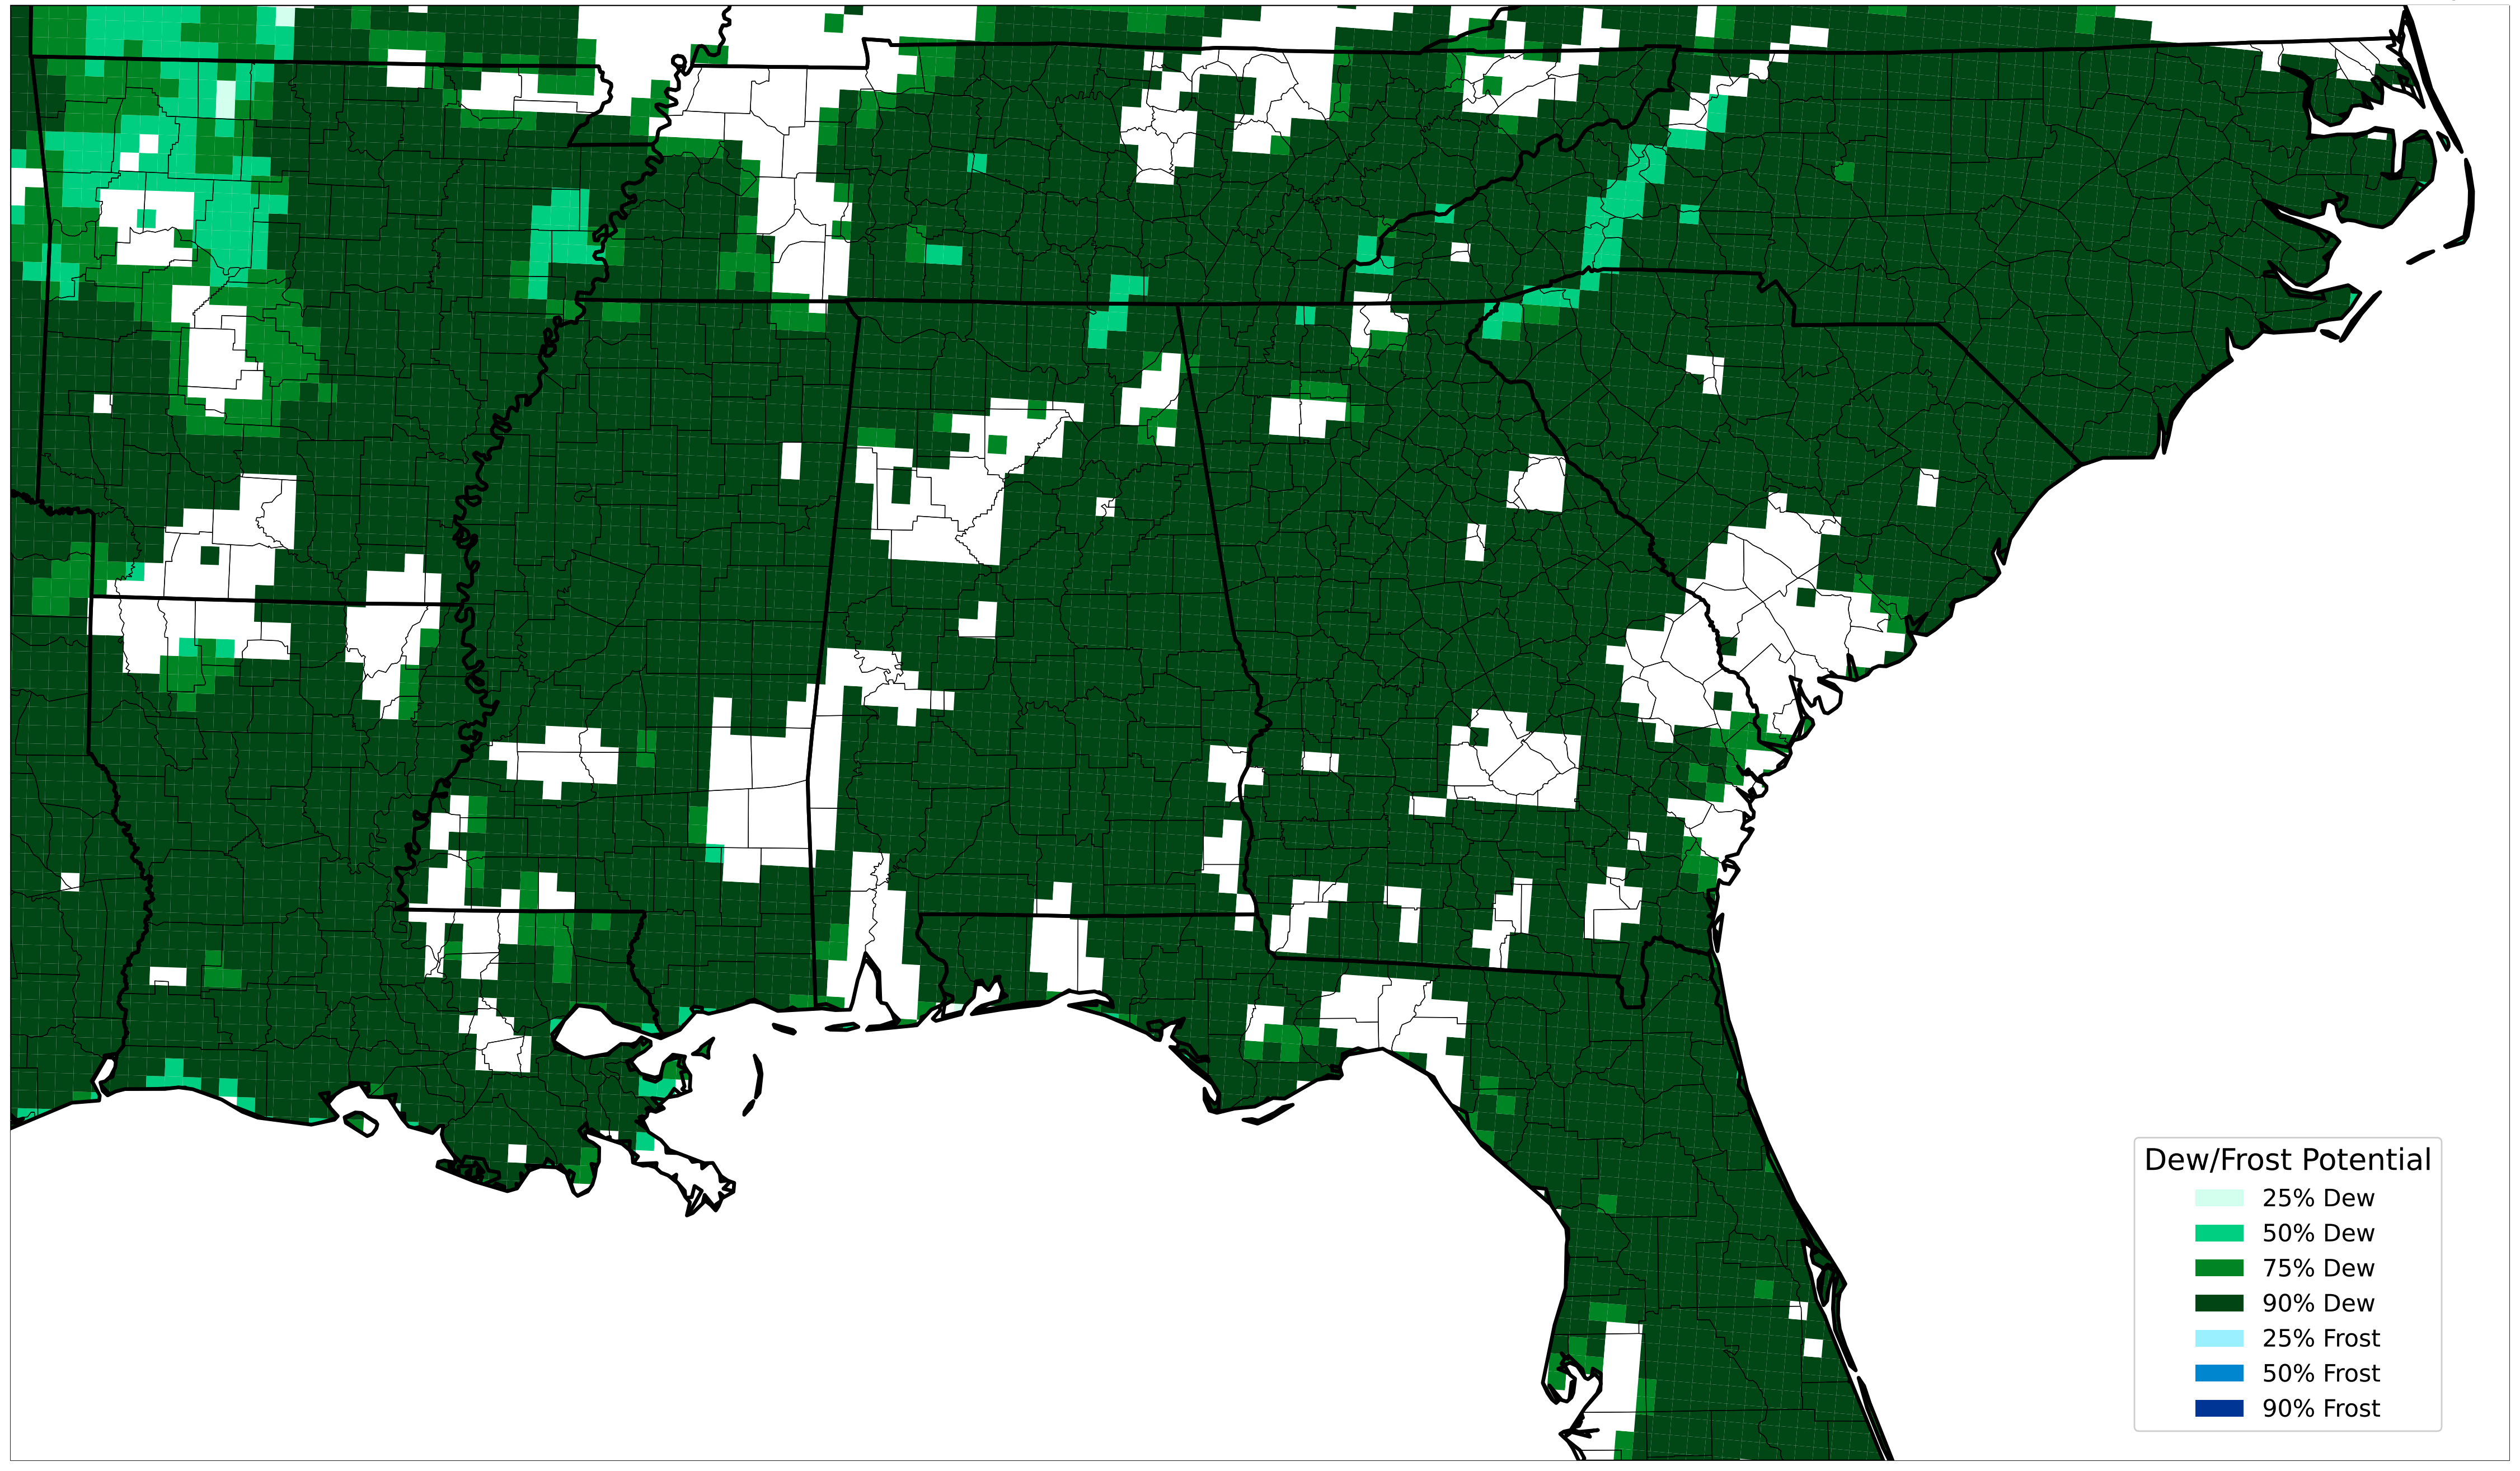 Dew/Frost Potential
25% Dew
50% Dew
75% Dew
90% Dew
25% Frost
50% Frost
90% Frost